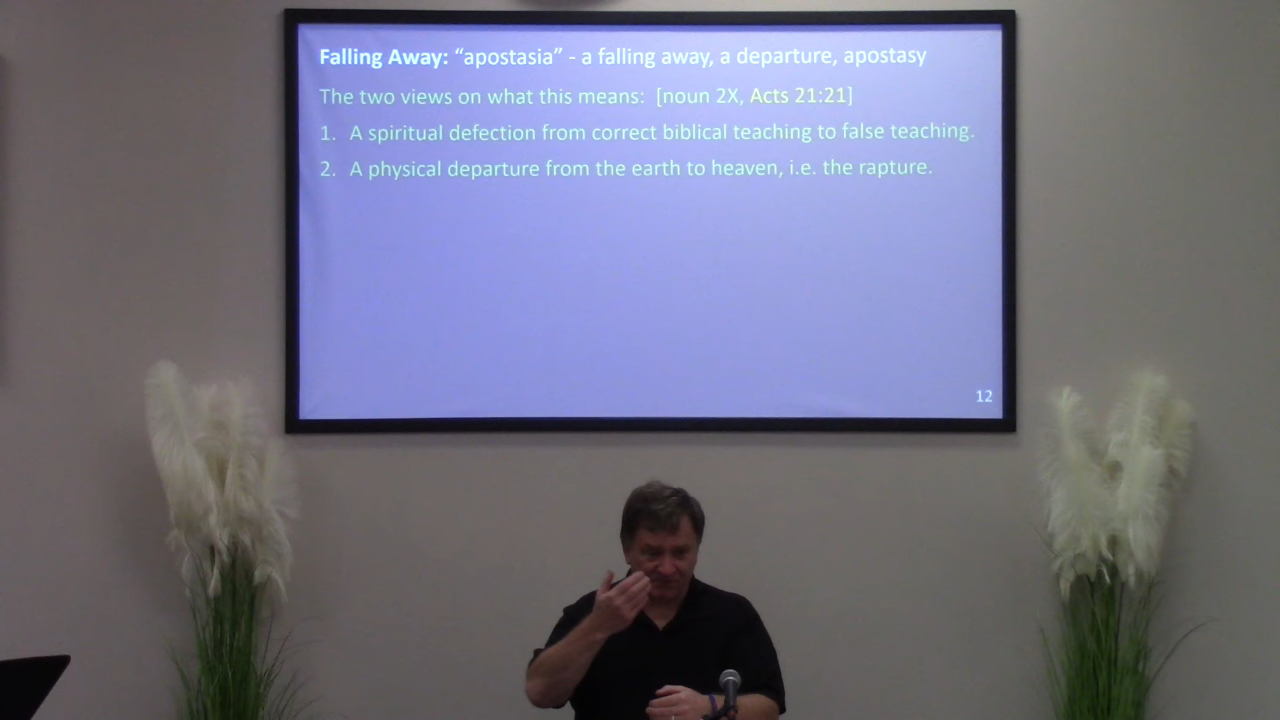 Falling Away: “apostasia” - a falling away, a departure, apostasy
The two views on what this means: [noun 2X, Acts 21:21]
1. A spiritual defection from correct biblical teaching to false teaching.
2. A physical departure from the earth to heaven, i.e. the rapture.
12